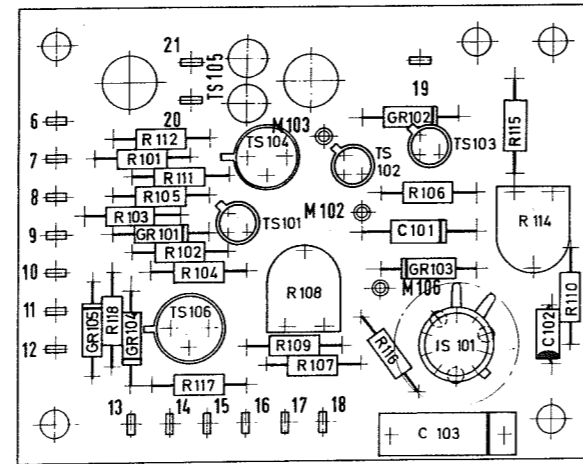 21
TS105
19
6
20
M103
GR102
R115
R112
TS104
TS103
7
R101
TS
102
R111
8
R105
R106
R103
TS101
M102
R 114
9
GR101
C101
R102
10
R104
GR103
R108
M106
R110
11
GR105
R118
GR104
TS106
C102
IS 101
12
R109
R116
R107
R117
13
14
15
16
17
18
C 103